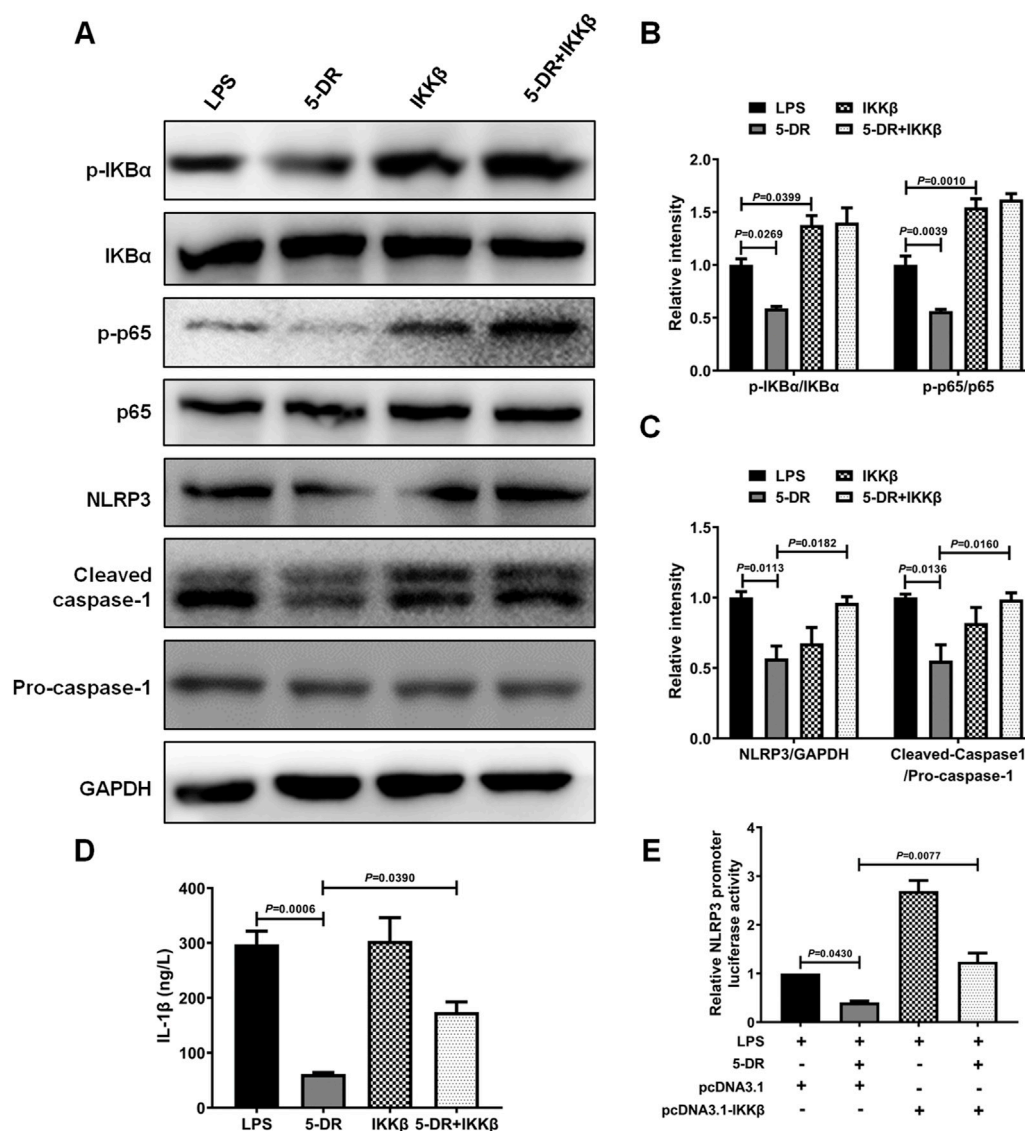 A
LPS
5-DR
IKKβ
5-DR+IKKβ
p-IKBα
IKBα
p-p65
p65
NLRP3
Cleaved
caspase-1
Pro-caspase-1
GAPDH
B
LPS IKKβ
5-DR 5-DR+IKKβ
Relative intensity
2.0
1.5
1.0
0.5
0.0
P=0.0399
P=0.0269
P=0.0010
P=0.0039
p-IKBα/IKBα p-p65/p65
C
LPS IKKβ
5-DR 5-DR+IKKβ
Relative intensity
1.5
1.0
0.5
0.0
P=0.0182
P=0.0113
P=0.0160
P=0.0136
NLRP3/GAPDH Cleaved-Caspase1
/Pro-caspase-1
D
IL-1β (ng/L)
400
300
200
100
0
P=0.0390
P=0.0006
LPS 5-DR IKKβ 5-DR+IKKβ
E
Relative NLRP3 promoter
luciferase activity
4
3
2
1
0
P=0.0077
P=0.0430
LPS + + + +
5-DR - + - +
pcDNA3.1 + + - -
pcDNA3.1-IKKβ - - + +